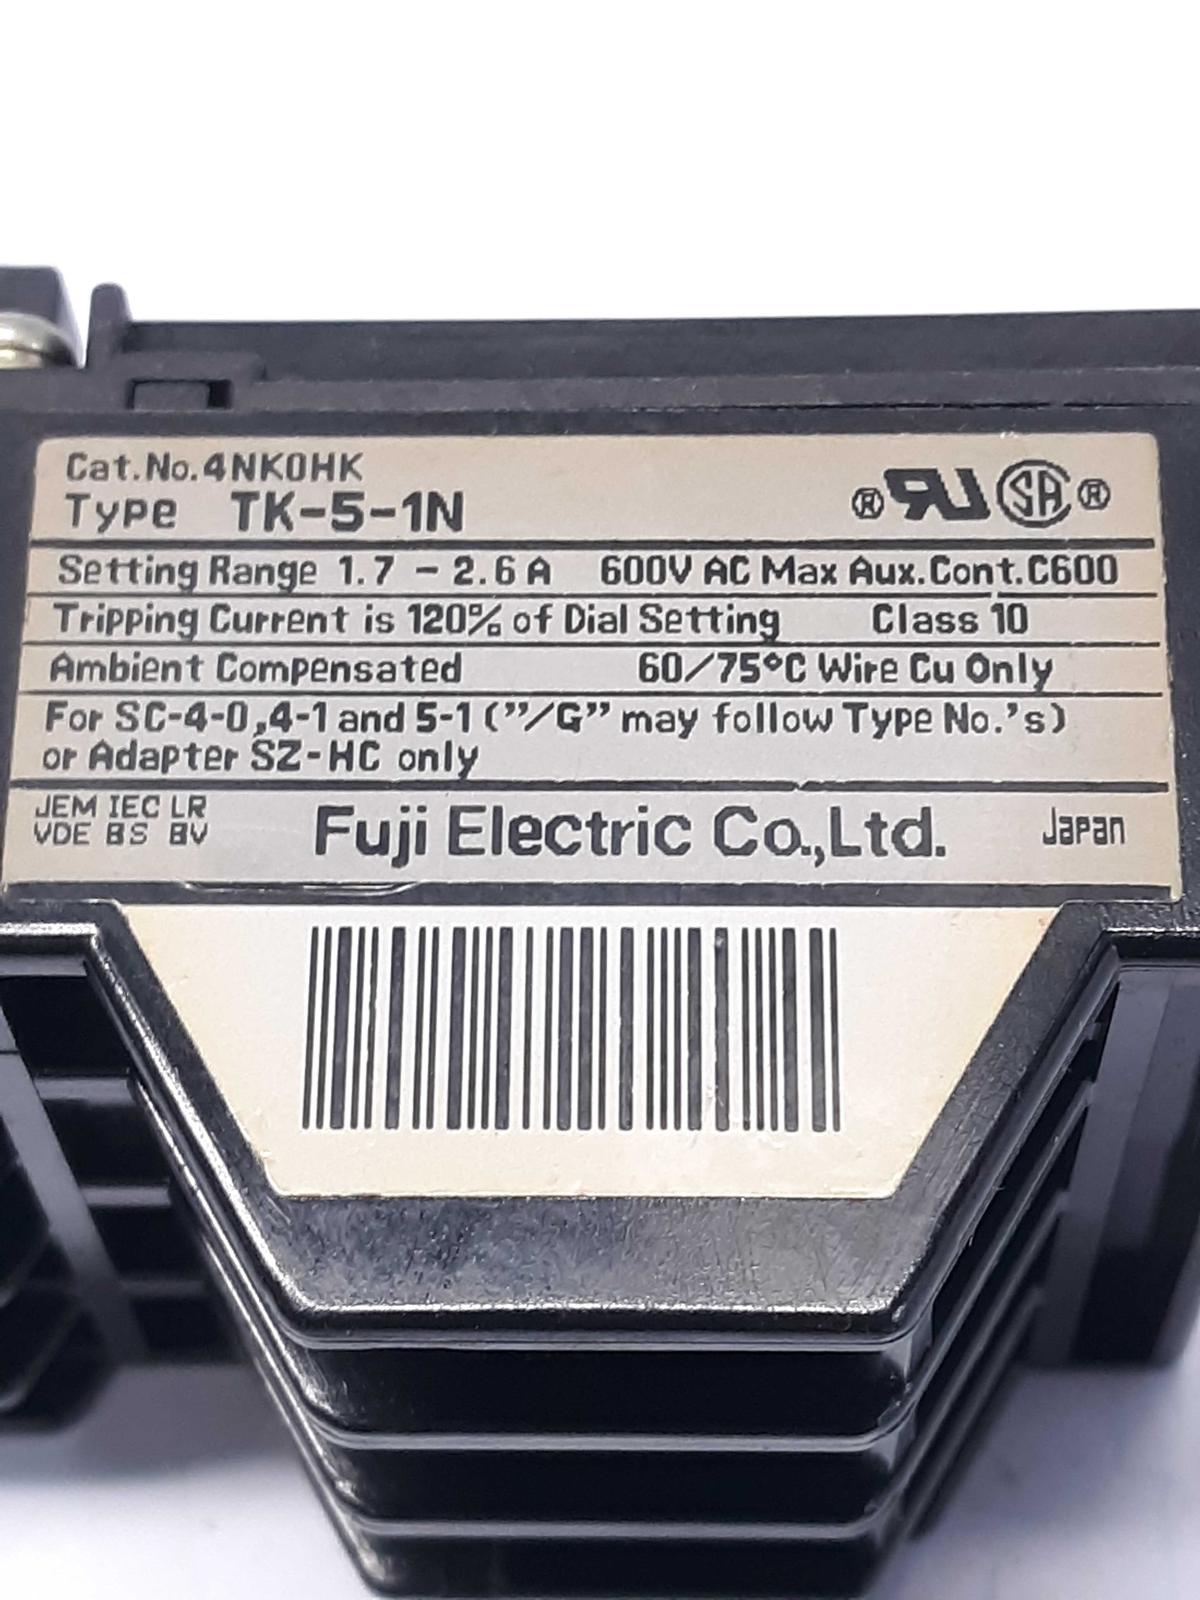 Cat.No.4NK0HK
Type TK-5-1N
® RU SA ®
Setting Range 1.7 - 2.6 A 600V AC Max Aux.Cont.C600
Tripping Current is 120% of Dial Setting Class 10
Ambient Compensated 60/75°C Wire Cu Only
For SC-4-0,4-1 and 5-1 ("/G" may follow Type No.'s)
or Adapter SZ-HC only
JEM IEC LR
VDE BS BV
Fuji Electric Co.,Ltd.
Japan